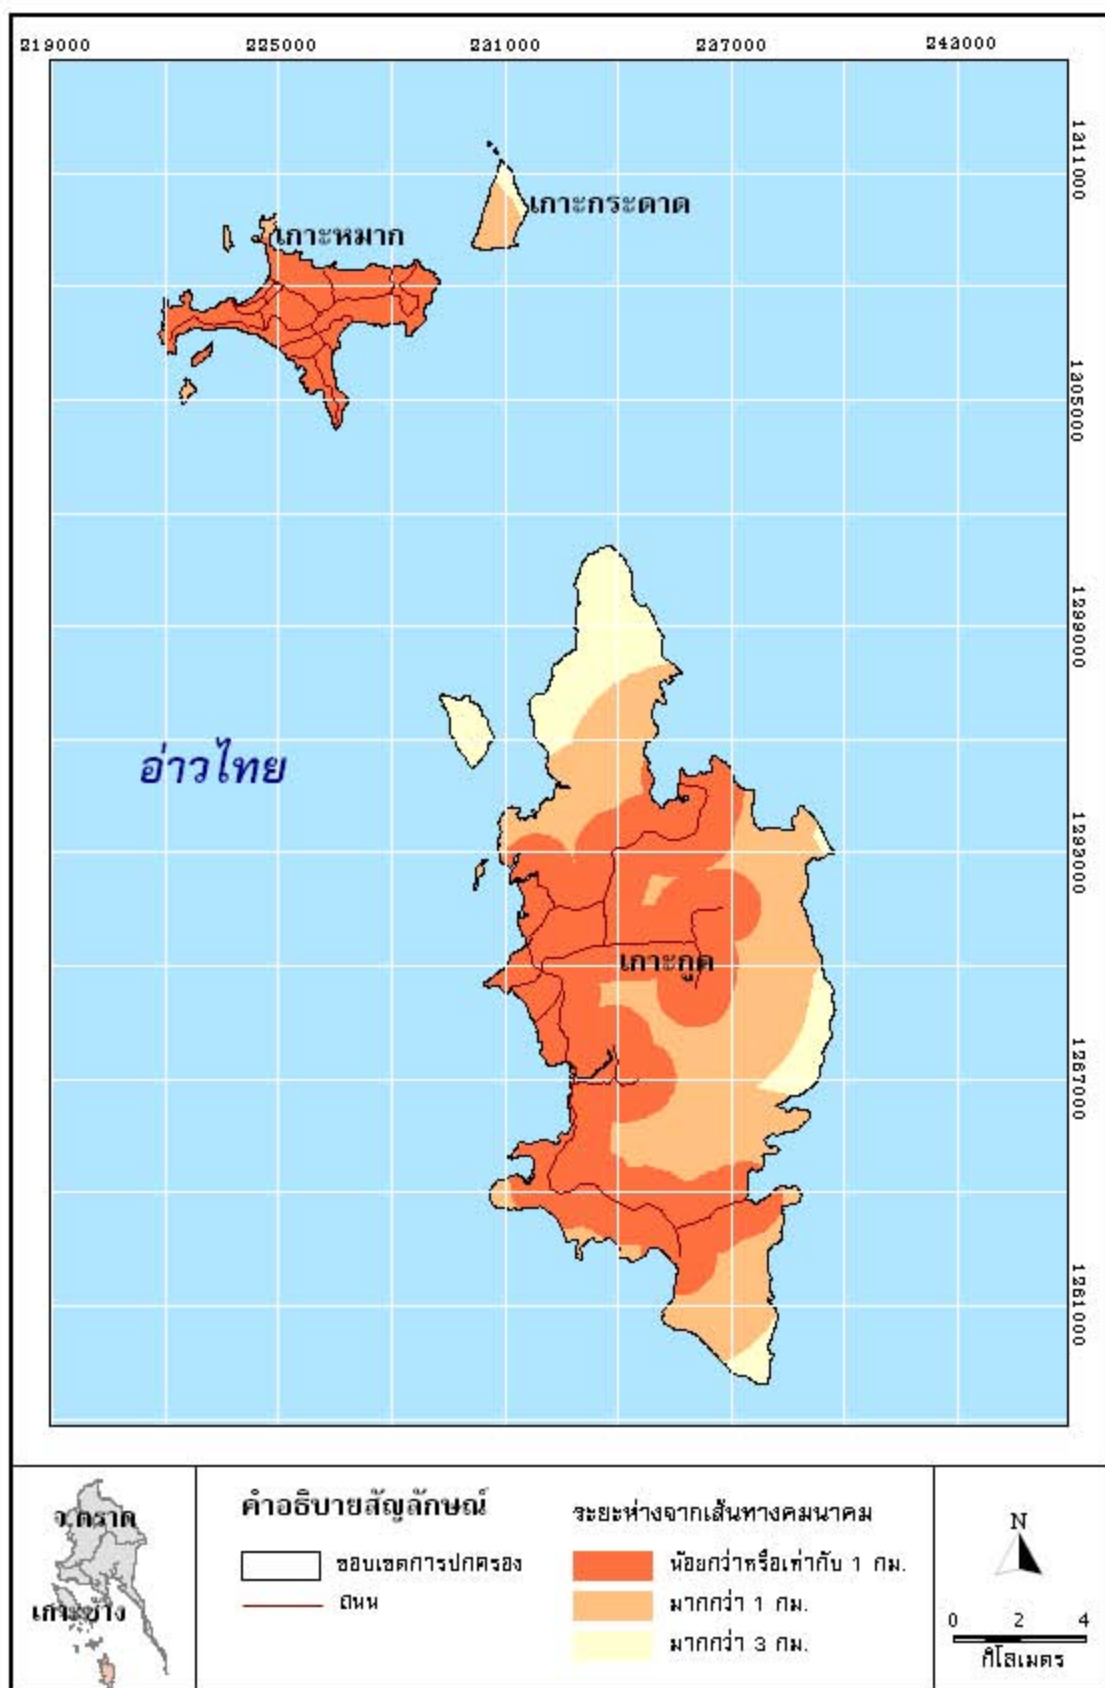 219000 225000 231000 237000 243000
1311000
เกาะกระดาด
เกาะหมาก
1305000
1299000
อ่าวไทย
1293000
เกาะกูด
1287000
1281000
จ.ตราด
เกาะช้าง
คำอธิบายสัญลักษณ์
ขอบเขตการปกครอง
ถนน
ระยะห่างจากเส้นทางคมนาคม
น้อยกว่าหรือเท่ากับ 1 กม.
มากกว่า 1 กม.
มากกว่า 3 กม.
N
0 2 4
กิโลเมตร